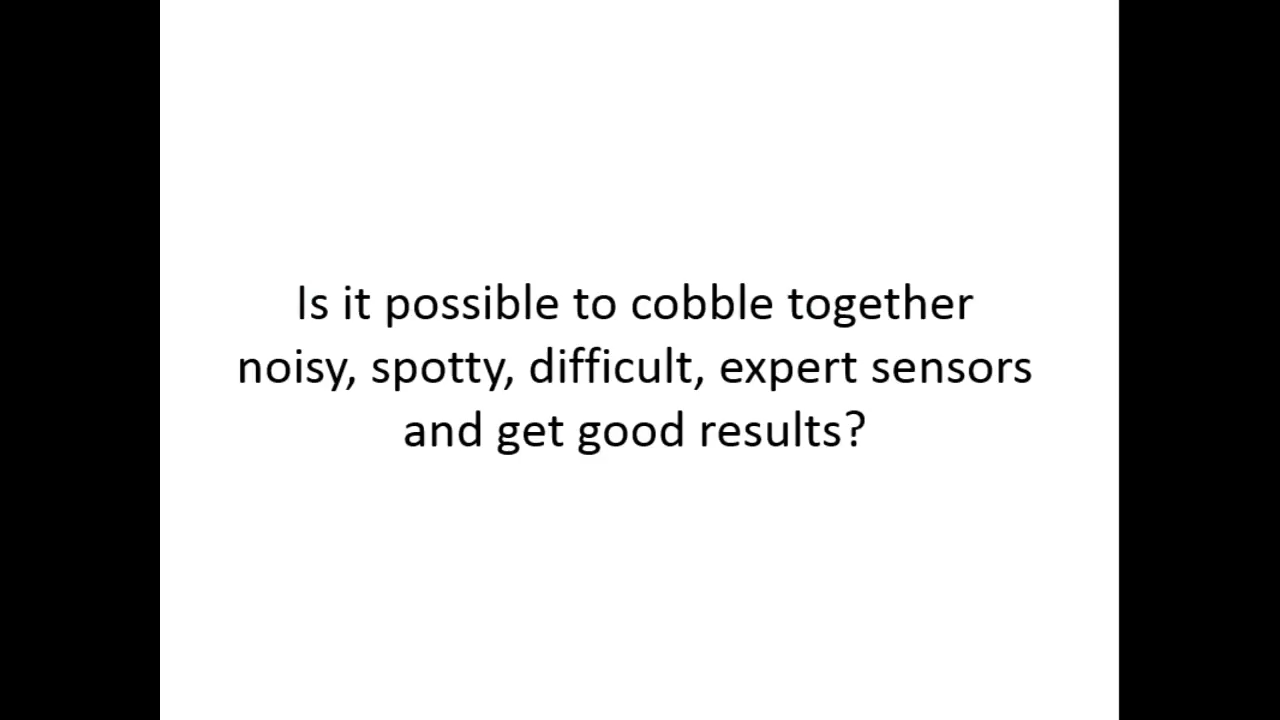 Is it possible to cobble together
noisy, spotty, difficult, expert sensors
and get good results?